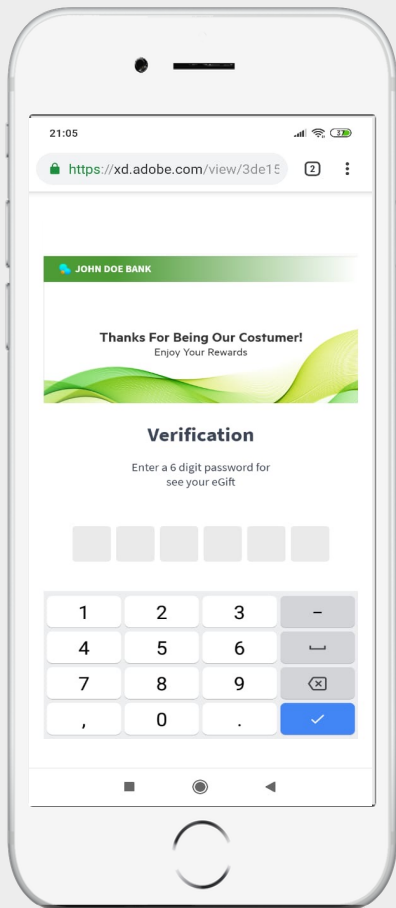 21:05
37
https://xd.adobe.com/view/3de15
2
JOHN DOE BANK
Thanks For Being Our Costumer!
Enjoy Your Rewards
Verification
Enter a 6 digit password for
see your eGift
1 2 3 –
4 5 6
7 8 9
, 0 .